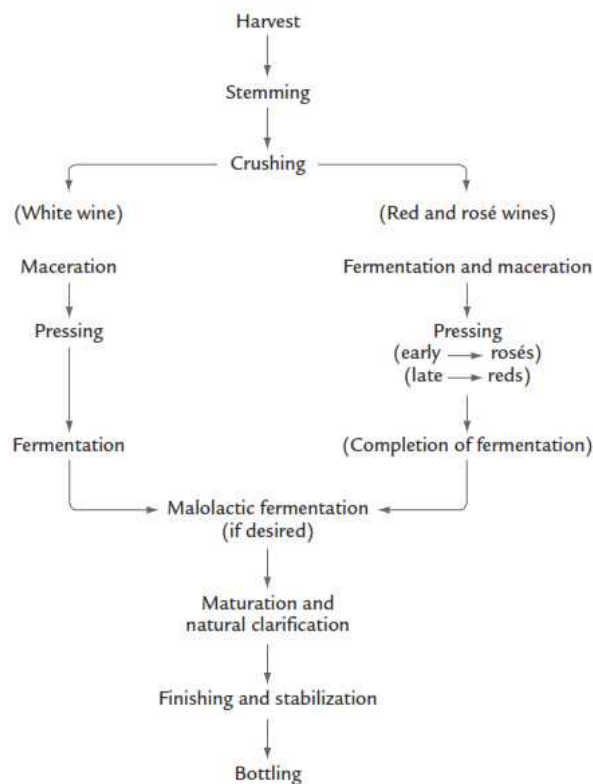 Harvest
Stemming
Crushing
(White wine)
(Red and rosé wines)
Maceration
Fermentation and maceration
Pressing
Pressing
(early → rosés)
(late → reds)
Fermentation
(Completion of fermentation)
Malolactic fermentation
(if desired)
Maturation and
natural clarification
Finishing and stabilization
Bottling